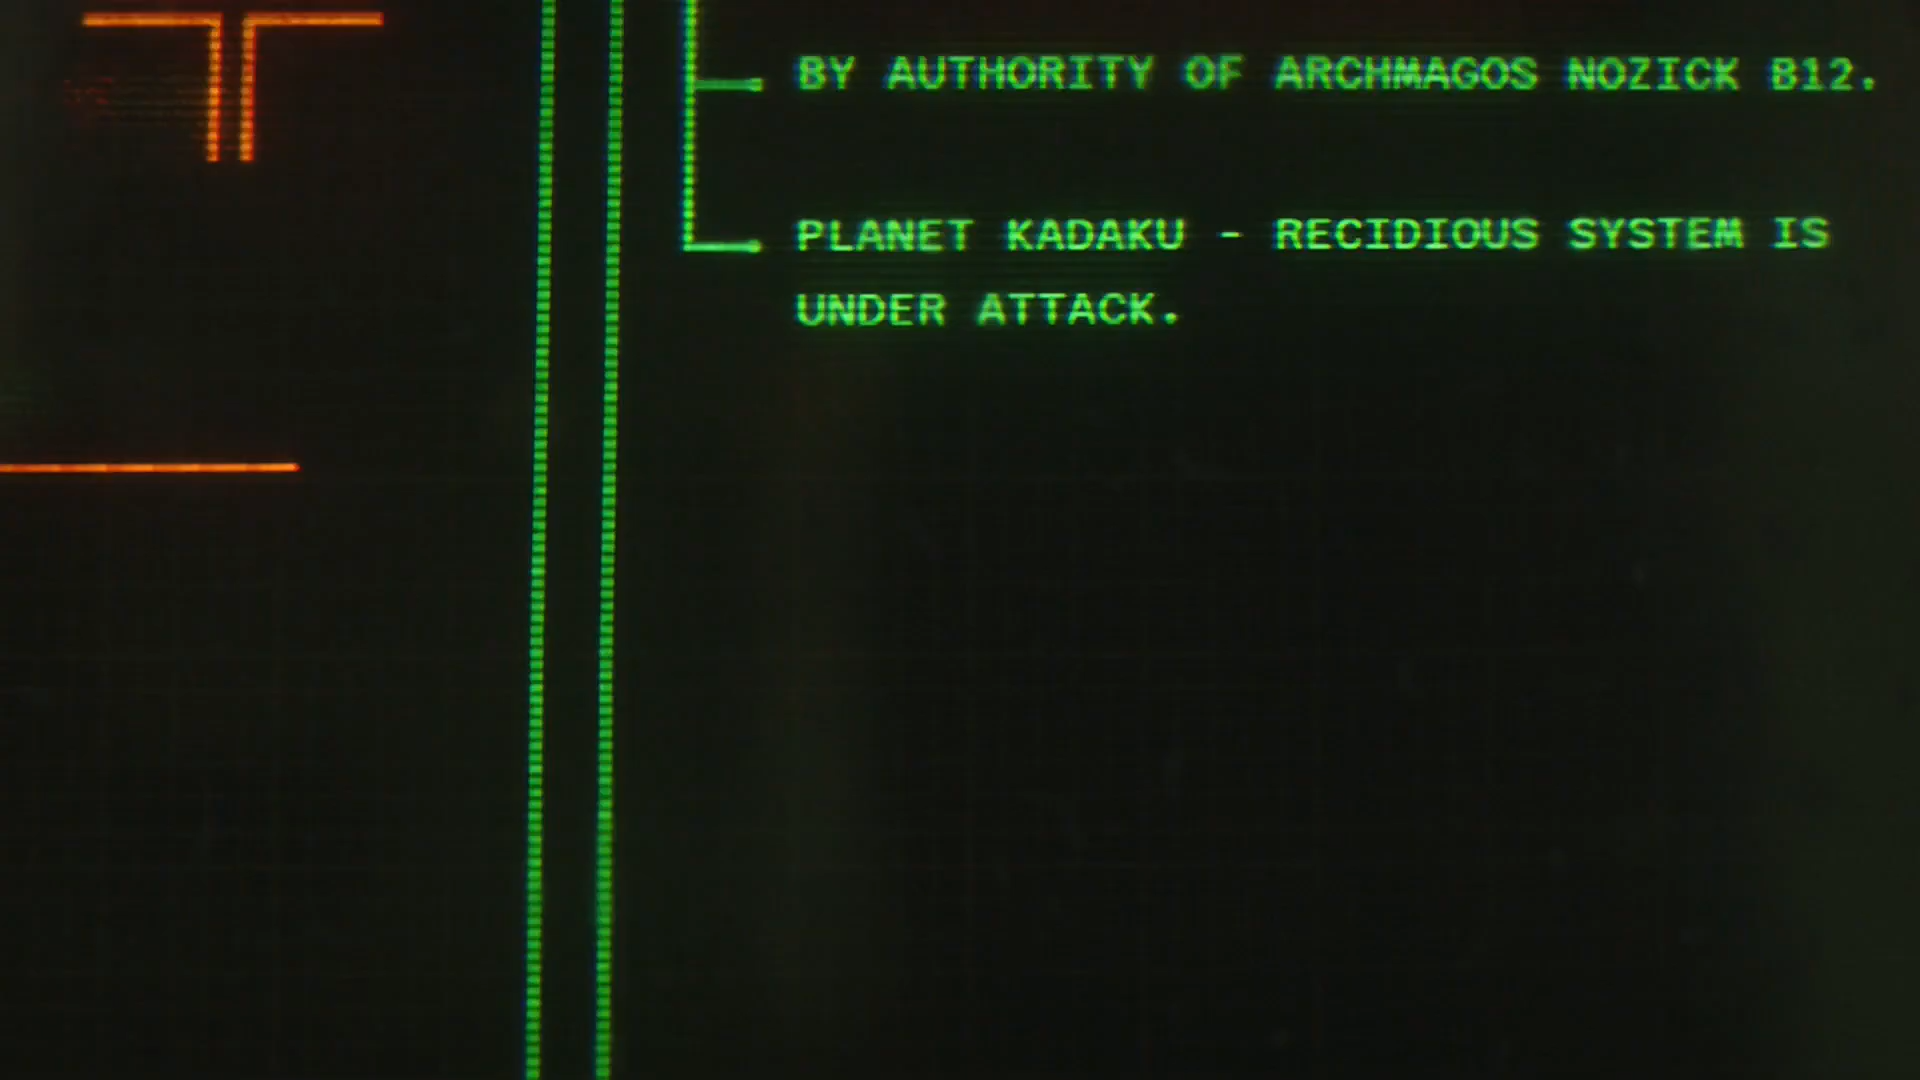 BY AUTHORITY OF ARCHMAGOS NOZICK B12.
PLANET KADAKU - RECIDIOUS SYSTEM IS
UNDER ATTACK.